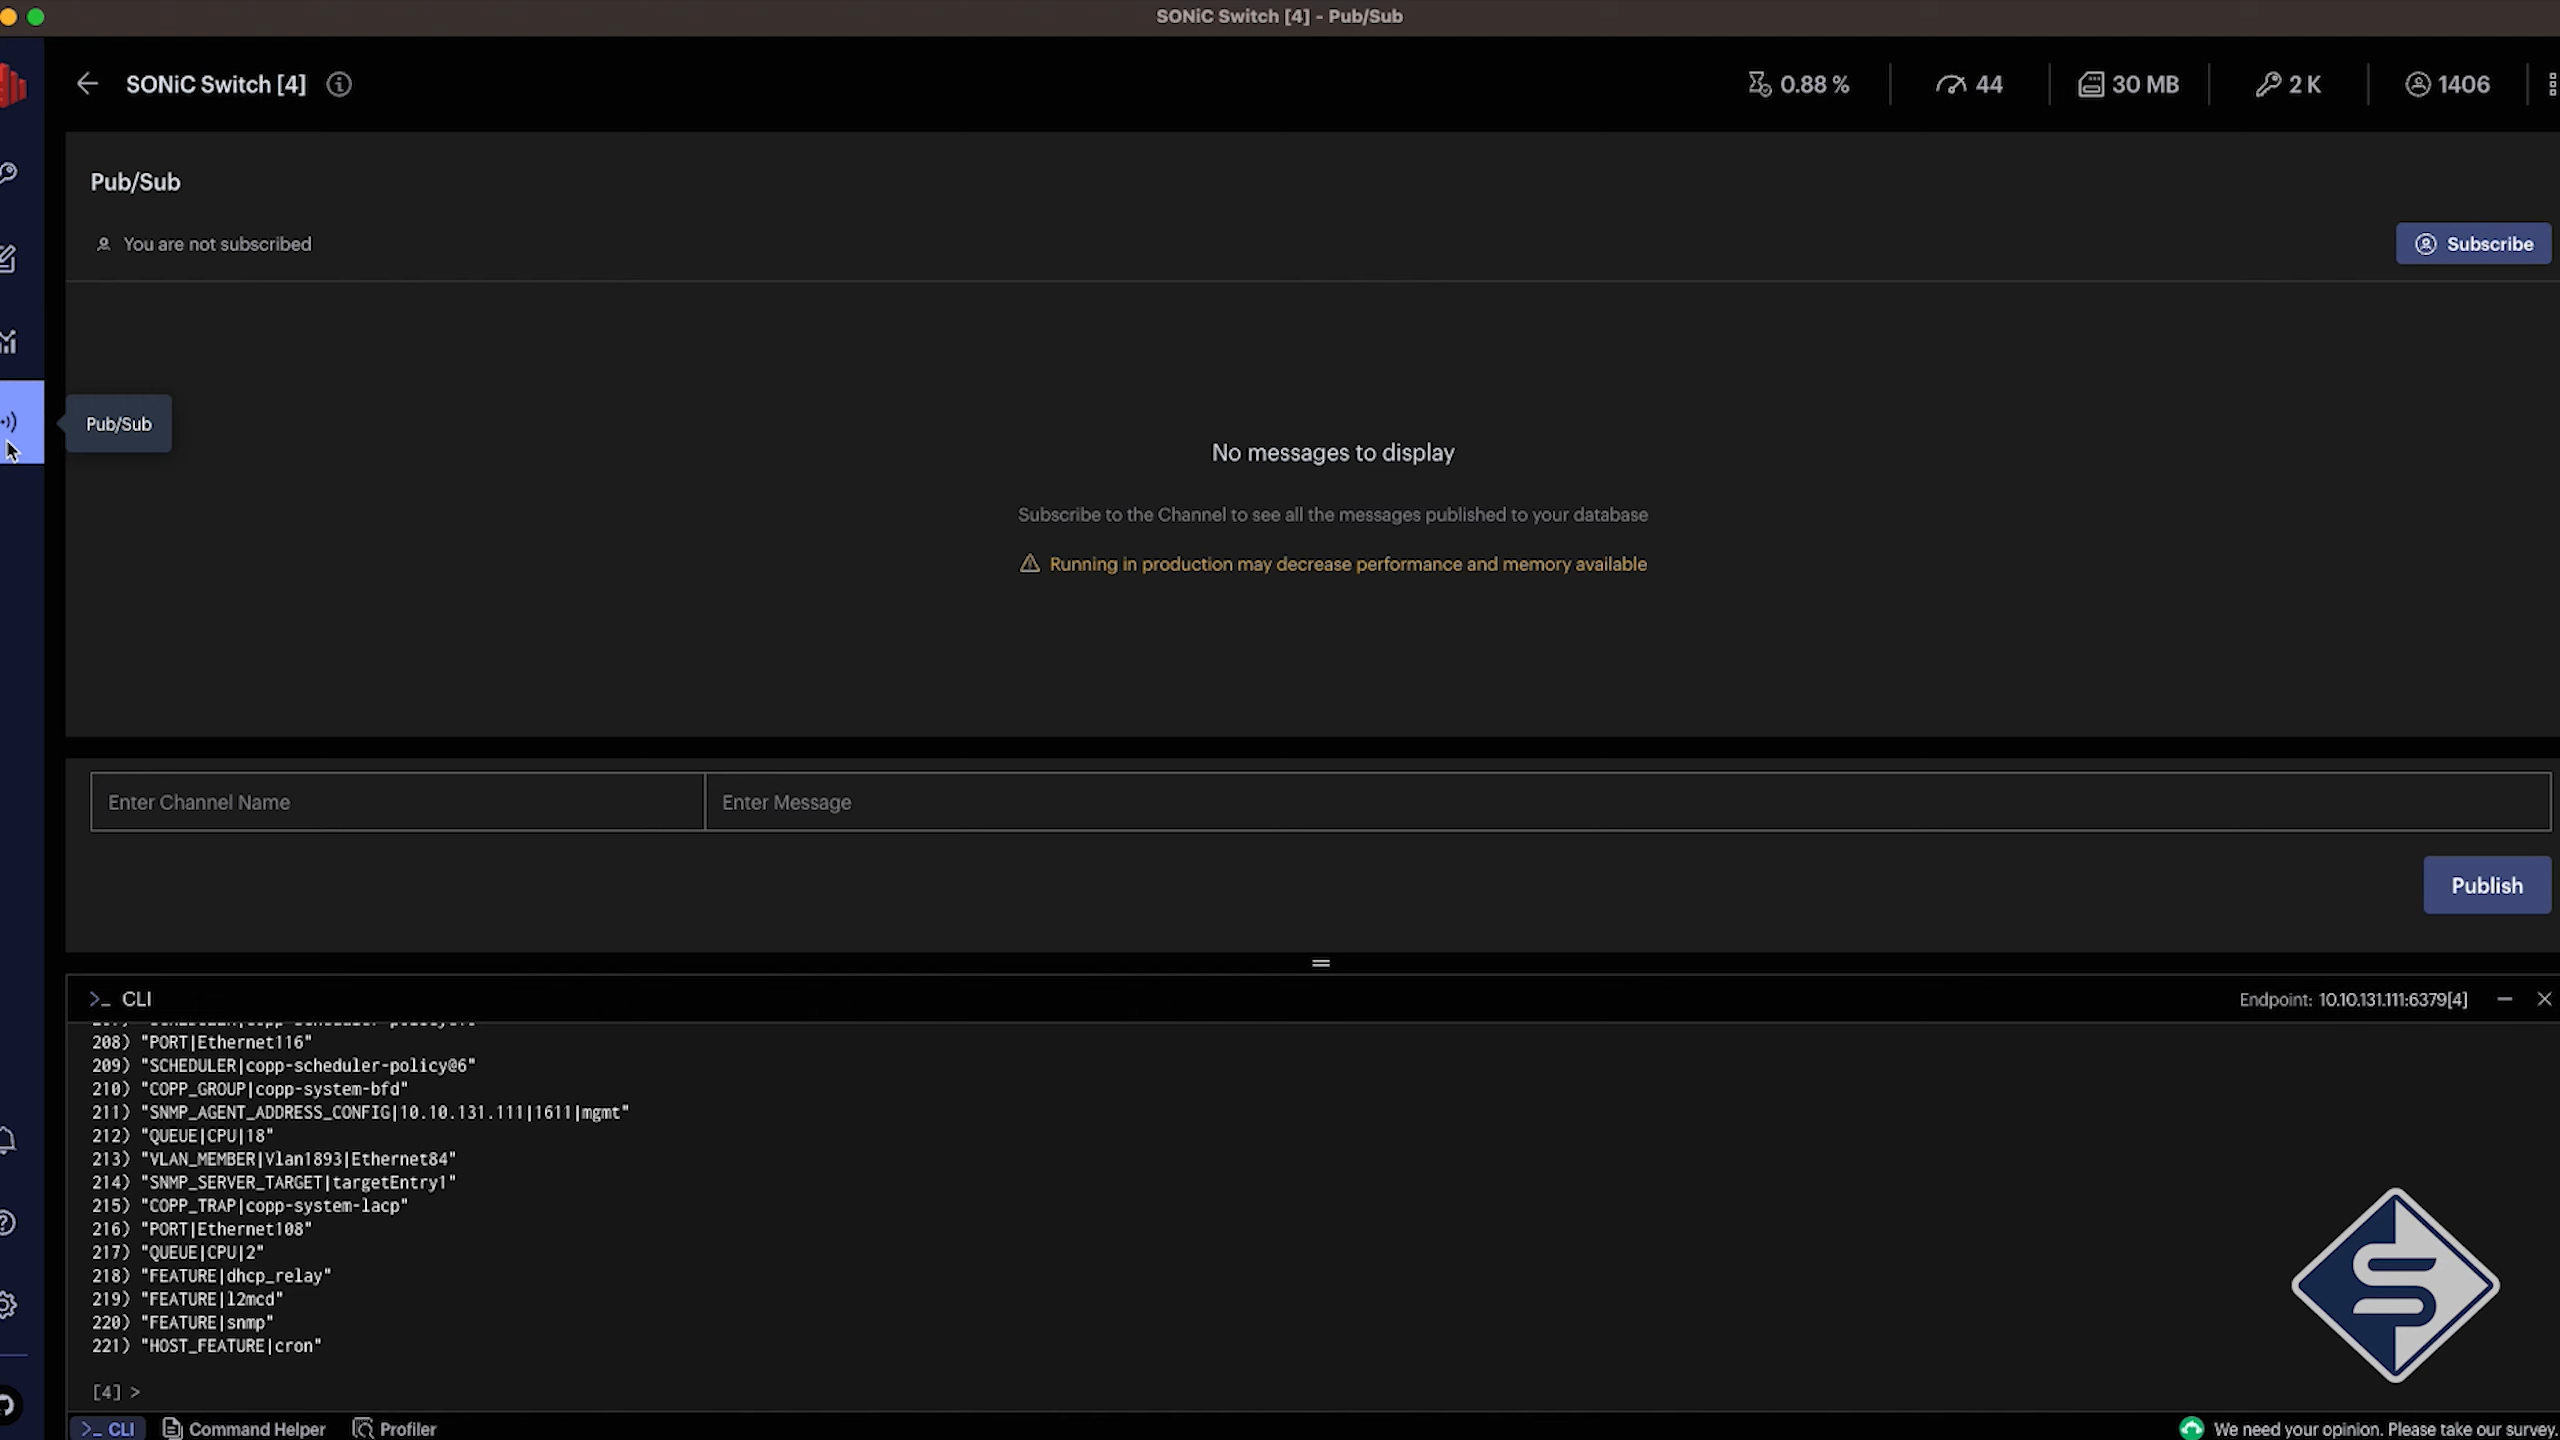 SONiC Switch [4] - Pub/Sub
SONiC Switch [4]
0.88 %
44
30 MB
2 K
1406
Pub/Sub
You are not subscribed
Subscribe
Pub/Sub
No messages to display
Subscribe to the Channel to see all the messages published to your database
Running in production may decrease performance and memory available
Enter Channel Name
Enter Message
Publish
>_ CLI
Endpoint: 10.10.131.111:6379[4]
208) "PORT|Ethernet116"
209) "SCHEDULER|copp-scheduler-policy@6"
210) "COPP_GROUP|copp-system-bfd"
211) "SNMP_AGENT_ADDRESS_CONFIG|10.10.131.111|1611|mgmt"
212) "QUEUE|CPU|18"
213) "VLAN_MEMBER|Vlan1893|Ethernet84"
214) "SNMP_SERVER_TARGET|targetEntry1"
215) "COPP_TRAP|copp-system-lacp"
216) "PORT|Ethernet108"
217) "QUEUE|CPU|2"
218) "FEATURE|dhcp_relay"
219) "FEATURE|l2mcd"
220) "FEATURE|snmp"
221) "HOST_FEATURE|cron"
[4] >
>_ CLI
Command Helper
Profiler
We need your opinion. Please take our survey.